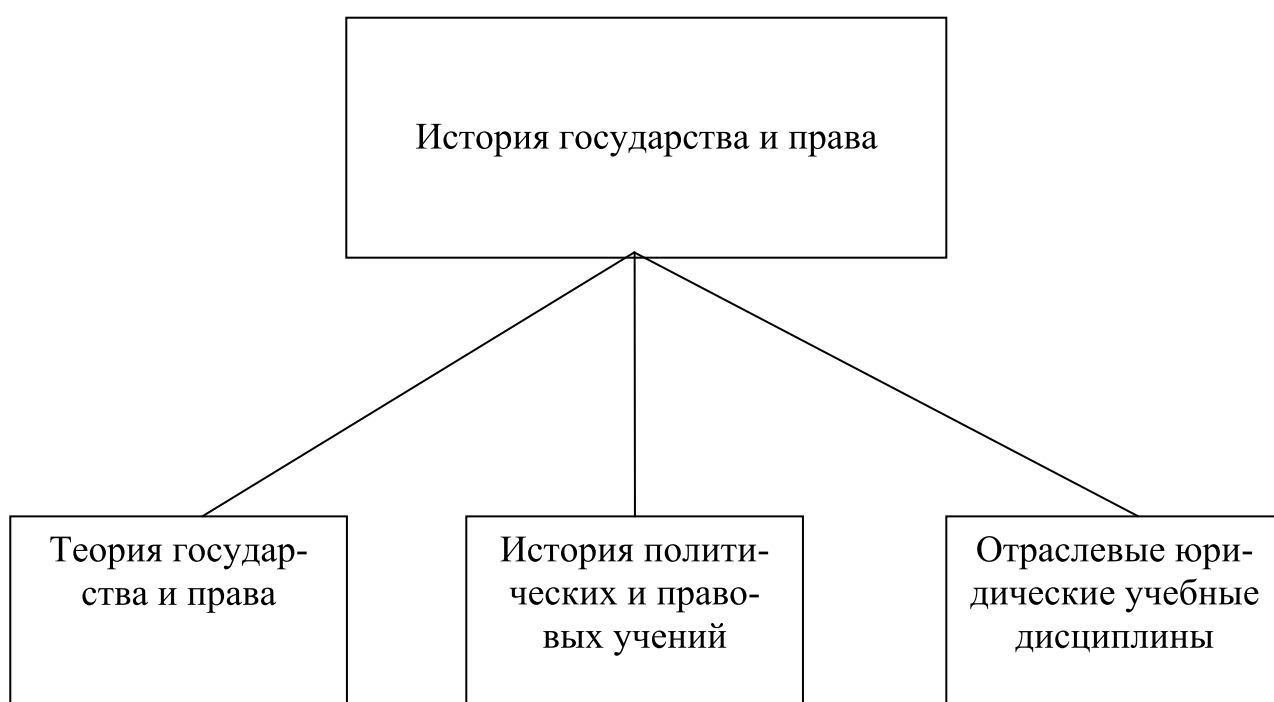 История государства и права
Теория государ-
ства и права
История полити-
ческих и право-
вых учений
Отраслевые юри-
дические учебные
дисциплины